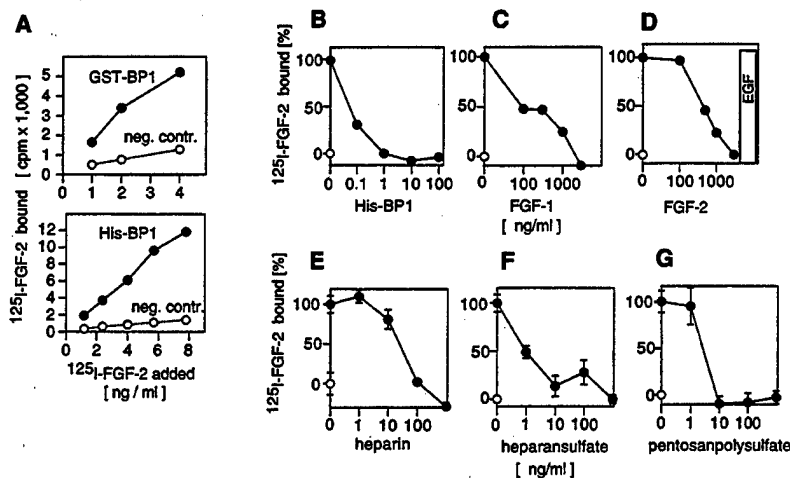 A
¹²⁵I-FGF-2 bound [ cpm x 1,000 ]
GST-BP1
neg. contr.
5
4
3
2
1
0
0 1 2 3 4
His-BP1
neg. contr.
12
10
8
6
4
2
0
0 2 4 6 8
¹²⁵I-FGF-2 added
[ ng / ml ]
B
¹²⁵I-FGF-2 bound [%]
100
50
0
0 0.1 1 10 100
His-BP1
C
100
50
0
0 100 1000
FGF-1
[ ng/ml ]
D
100
50
0
EGF
0 100 1000
FGF-2
E
¹²⁵I-FGF-2 bound [%]
100
50
0
0 1 10 100
heparin
F
100
50
0
0 1 10 100
heparansulfate
[ ng/ml ]
G
100
50
0
0 1 10 100
pentosanpolysulfate